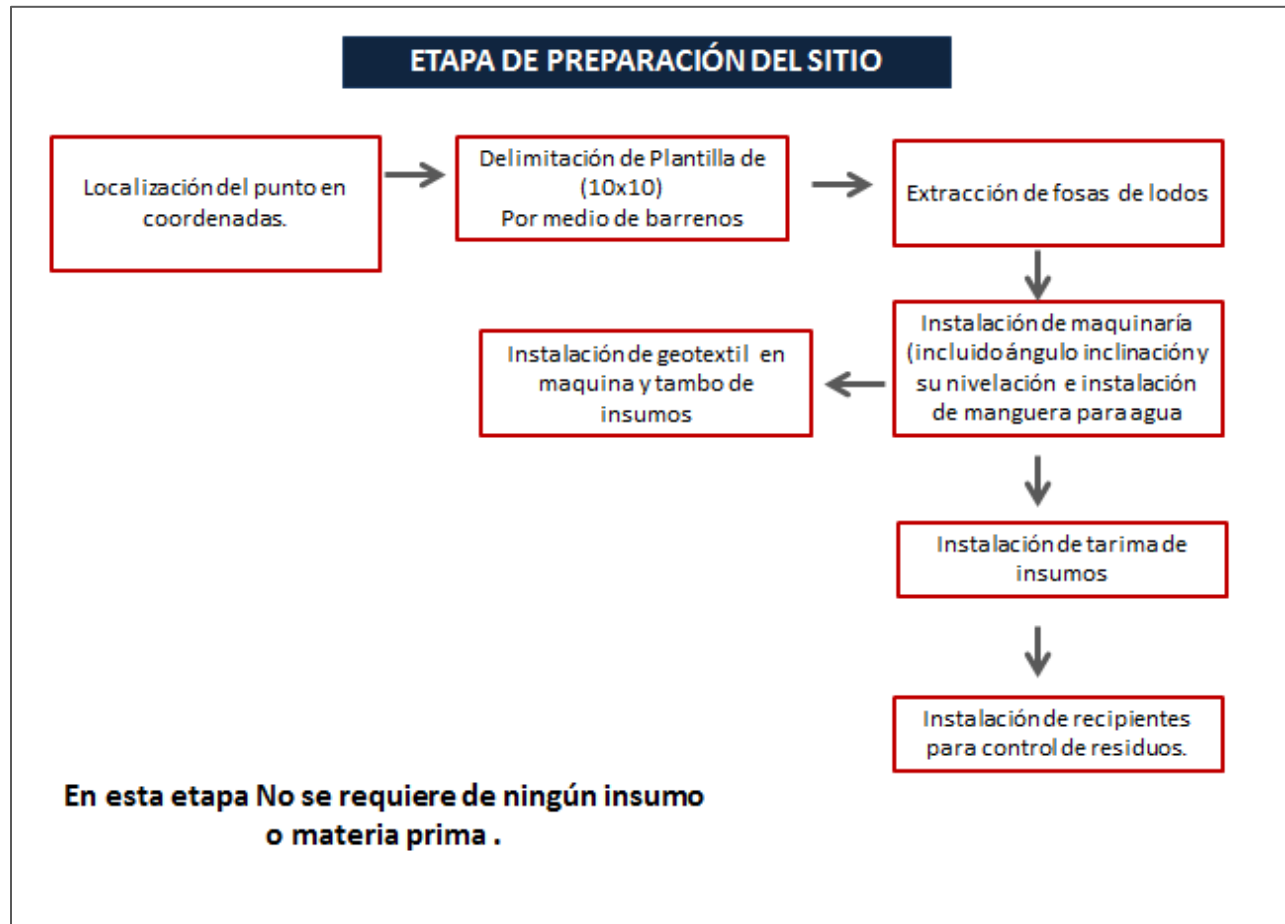 ETAPA DE PREPARACIÓN DEL SITIO
Localización del punto en
coordenadas.
Delimitación de Plantilla de
(10x10)
Por medio de barrenos
Extracción de fosas de lodos
Instalación de maquinaría
(incluido ángulo inclinación y
su nivelación e instalación
de manguera para agua
Instalación de geotextil en
maquina y tambo de
insumos
Instalación de tarima de
insumos
Instalación de recipientes
para control de residuos.
En esta etapa No se requiere de ningún insumo
o materia prima .